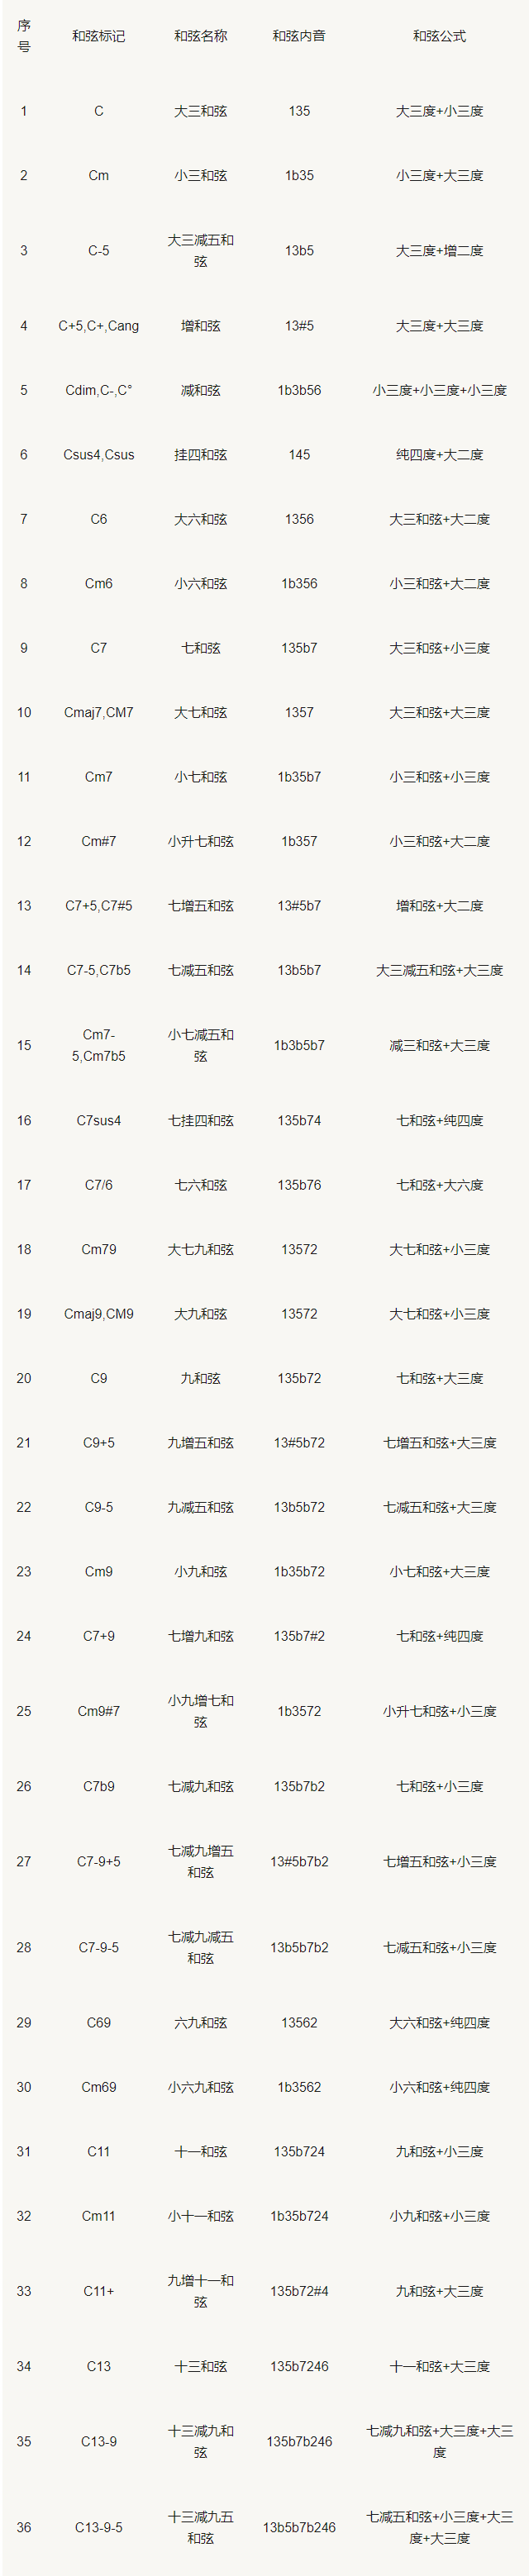 序号 和弦标记 和弦名称 和弦内音 和弦公式
1 C 大三和弦 135 大三度+小三度
2 Cm 小三和弦 1b35 小三度+大三度
3 C-5 大三减五和弦 13b5 大三度+增二度
4 C+5,C+,Cang 增和弦 13#5 大三度+大三度
5 Cdim,C-,C° 减和弦 1b3b56 小三度+小三度+小三度
6 Csus4,Csus 挂四和弦 145 纯四度+大二度
7 C6 大六和弦 1356 大三和弦+大二度
8 Cm6 小六和弦 1b356 小三和弦+大二度
9 C7 七和弦 135b7 大三和弦+小三度
10 Cmaj7,CM7 大七和弦 1357 大三和弦+大三度
11 Cm7 小七和弦 1b35b7 小三和弦+小三度
12 Cm#7 小升七和弦 1b357 小三和弦+大二度
13 C7+5,C7#5 七增五和弦 13#5b7 增和弦+大二度
14 C7-5,C7b5 七减五和弦 13b5b7 大三减五和弦+大三度
15 Cm7-5,Cm7b5 小七减五和弦 1b3b5b7 减三和弦+大三度
16 C7sus4 七挂四和弦 135b74 七和弦+纯四度
17 C7/6 七六和弦 135b76 七和弦+大六度
18 Cm79 大七九和弦 13572 大七和弦+小三度
19 Cmaj9,CM9 大九和弦 13572 大七和弦+小三度
20 C9 九和弦 135b72 七和弦+大三度
21 C9+5 九增五和弦 13#5b72 七增五和弦+大三度
22 C9-5 九减五和弦 13b5b72 七减五和弦+大三度
23 Cm9 小九和弦 1b35b72 小七和弦+大三度
24 C7+9 七增九和弦 135b7#2 七和弦+纯四度
25 Cm9#7 小九增七和弦 1b3572 小升七和弦+小三度
26 C7b9 七减九和弦 135b7b2 七和弦+小三度
27 C7-9+5 七减九增五和弦 13#5b7b2 七增五和弦+小三度
28 C7-9-5 七减九减五和弦 13b5b7b2 七减五和弦+小三度
29 C69 六九和弦 13562 大六和弦+纯四度
30 Cm69 小六九和弦 1b3562 小六和弦+纯四度
31 C11 十一和弦 135b724 九和弦+小三度
32 Cm11 小十一和弦 1b35b724 小九和弦+小三度
33 C11+ 九增十一和弦 135b72#4 九和弦+大三度
34 C13 十三和弦 135b7246 十一和弦+大三度
35 C13-9 十三减九和弦 135b7b246 七减九和弦+大三度+大三度
36 C13-9-5 十三减九五和弦 13b5b7b246 七减五和弦+小三度+大三度+大三度